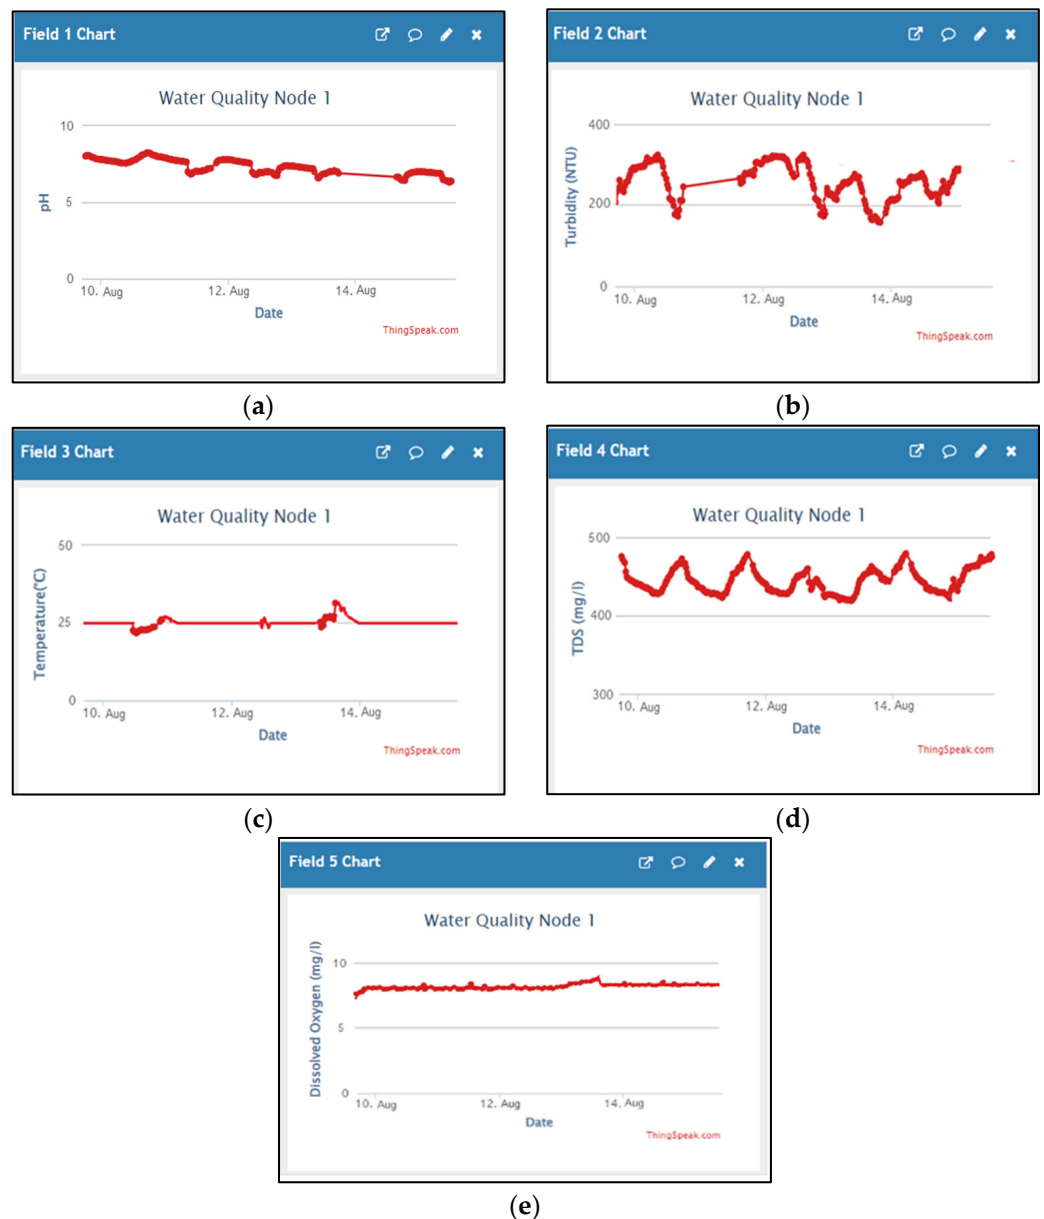 Field 1 Chart
Water Quality Node 1
10
5
0
pH
10. Aug
12. Aug
14. Aug
Date
ThingSpeak.com
(a)
Field 2 Chart
Water Quality Node 1
400
200
0
Turbidity (NTU)
10. Aug
12. Aug
14. Aug
Date
ThingSpeak.com
(b)
Field 3 Chart
Water Quality Node 1
50
25
0
Temperature(°C)
10. Aug
12. Aug
14. Aug
Date
ThingSpeak.com
(c)
Field 4 Chart
Water Quality Node 1
500
400
300
TDS (mg/l)
10. Aug
12. Aug
14. Aug
Date
ThingSpeak.com
(d)
Field 5 Chart
Water Quality Node 1
10
5
0
Dissolved Oxygen (mg/l)
10. Aug
12. Aug
14. Aug
Date
ThingSpeak.com
(e)